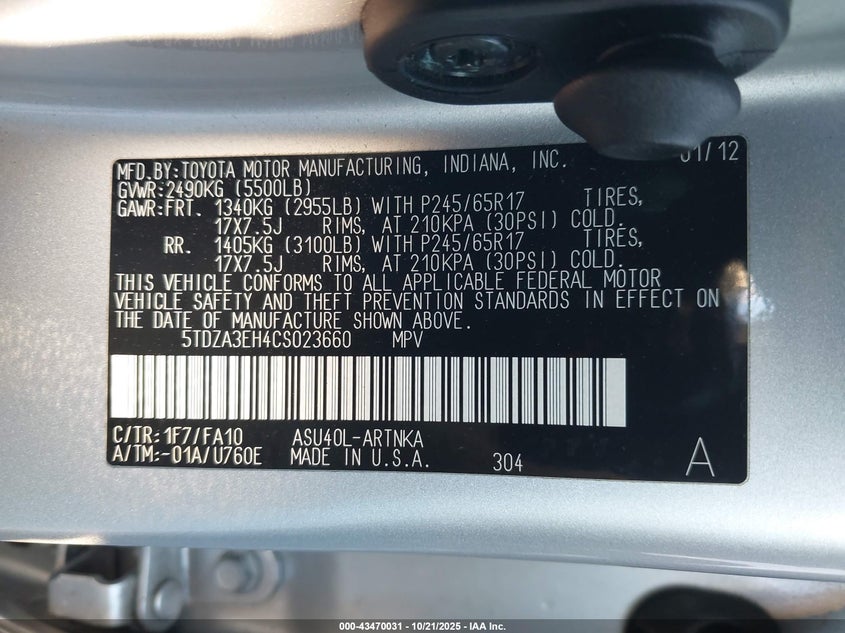 MFD.BY:TOYOTA MOTOR MANUFACTURING, INDIANA, INC. 01/12
GVWR:2490KG (5500LB)
GAWR:FRT. 1340KG (2955LB) WITH P245/65R17 TIRES,
17X7.5J RIMS, AT 210KPA (30PSI) COLD.
RR. 1405KG (3100LB) WITH P245/65R17 TIRES,
17X7.5J RIMS, AT 210KPA (30PSI) COLD.
THIS VEHICLE CONFORMS TO ALL APPLICABLE FEDERAL MOTOR
VEHICLE SAFETY AND THEFT PREVENTION STANDARDS IN EFFECT ON
THE DATE OF MANUFACTURE SHOWN ABOVE.
5TDZA3EH4CS023660 MPV
C/TR:1F7/FA10 ASU40L-ARTNKA
A/TM:-01A/U760E MADE IN U.S.A. 304 A
000-43470031 - 10/21/2025 - IAA Inc.